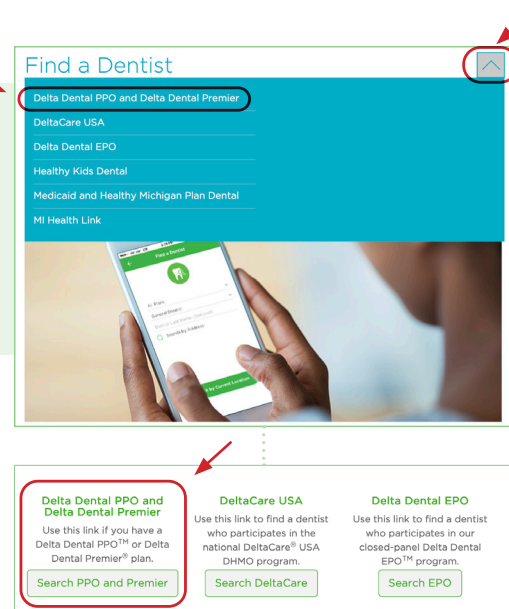 Find a Dentist
Delta Dental PPO and Delta Dental Premier
DeltaCare USA
Delta Dental EPO
Healthy Kids Dental
Medicaid and Healthy Michigan Plan Dental
MI Health Link
Find a Dentist
General Dentist
Search By Address
by Current Location
Delta Dental PPO and
Delta Dental Premier
Use this link if you have a
Delta Dental PPO™ or Delta
Dental Premier® plan.
Search PPO and Premier
DeltaCare USA
Use this link to find a dentist
who participates in the
national DeltaCare® USA
DHMO program.
Search DeltaCare
Delta Dental EPO
Use this link to find a dentist
who participates in our
closed-panel Delta Dental
EPO™ program.
Search EPO